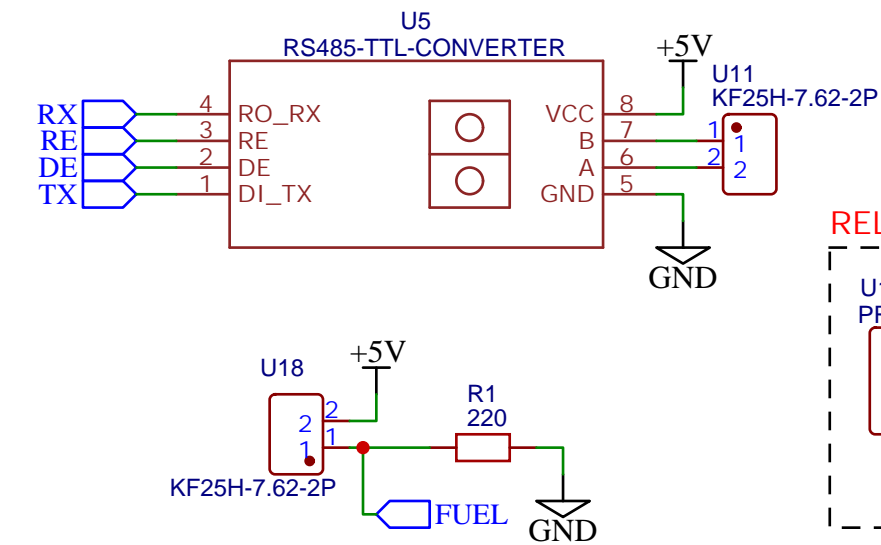 U5
RS485-TTL-CONVERTER
+5V
U11
KF25H-7.62-2P
RX 4 RO_RX VCC 8
RE 3 RE B 7 1 1
DE 2 DE A 6 2 2
TX 1 DI_TX GND 5
GND
REL
U1
+5V
U18
R1
220
2 2
1 1
KF25H-7.62-2P
FUEL
GND